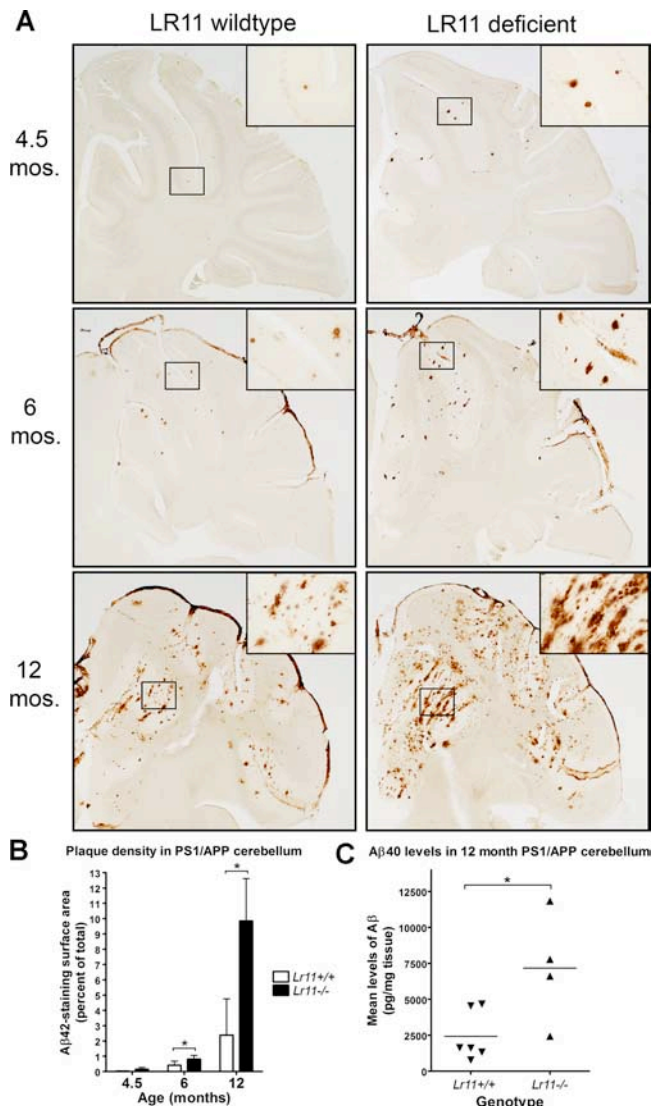 A
LR11 wildtype
LR11 deficient
4.5
mos.
6
mos.
12
mos.
B
Plaque density in PS1/APP cerebellum
Aβ42-staining surface area
(percent of total)
13
12
11
10
9
8
7
6
5
4
3
2
1
0
*
*
4.5
6
12
Age (months)
Lr11+/+
Lr11-/-
C
Aβ40 levels in 12 month PS1/APP cerebellum
Mean levels of Aβ
(pg/mg tissue)
12500
10000
7500
5000
2500
0
*
Lr11+/+
Lr11-/-
Genotype